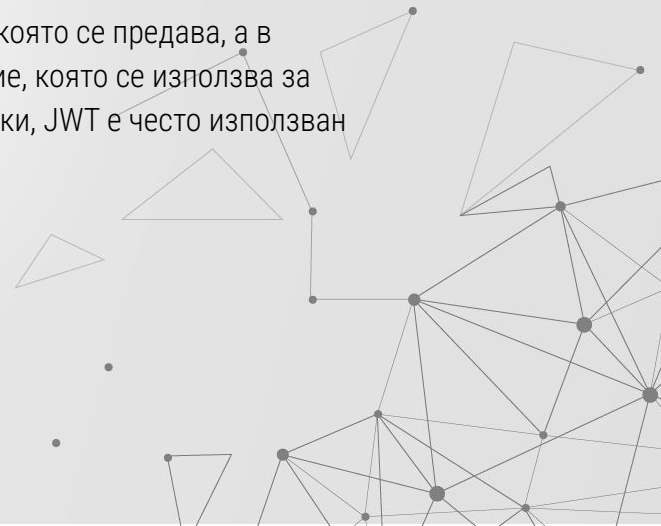 която се предава, а в
ие, която се използва за
ки, JWT е често използван